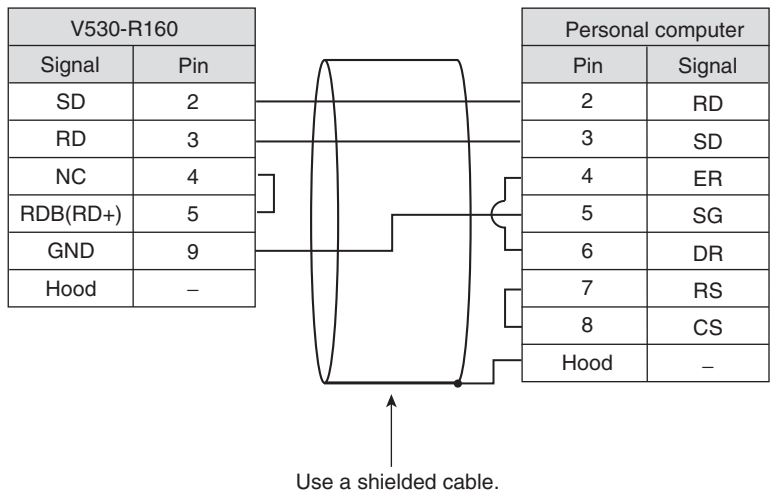 V530-R160
Signal Pin
SD 2
RD 3
NC 4
RDB(RD+) 5
GND 9
Hood –
Personal computer
Pin Signal
2 RD
3 SD
4 ER
5 SG
6 DR
7 RS
8 CS
Hood –
Use a shielded cable.